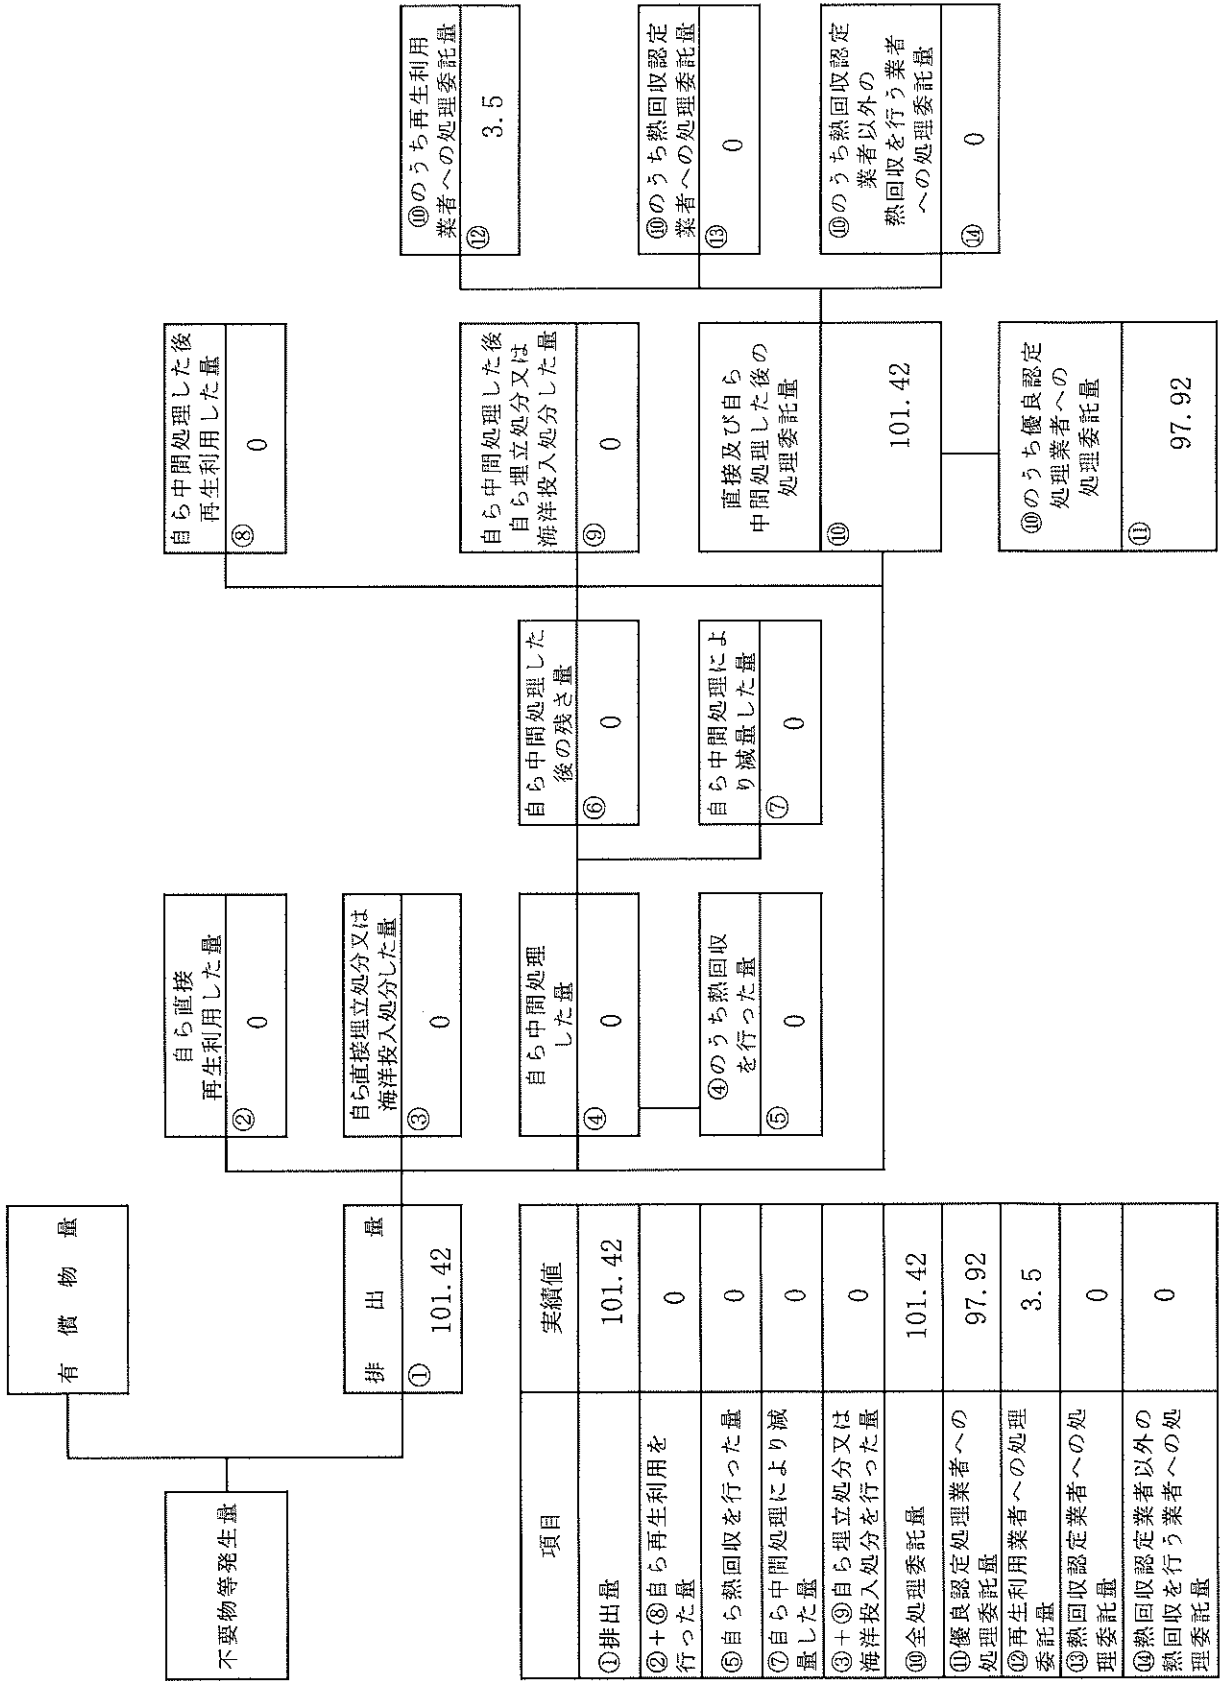 不要物等発生量
有償物量
排出量
①
101.42
自ら直接
再生利用した量
②
0
自ら直接埋立処分又は
海洋投入処分した量
③
0
自ら中間処理
した量
④
0
④のうち熱回収
を行った量
⑤
0
自ら中間処理した
後の残さ量
⑥
0
自ら中間処理によ
り減量した量
⑦
0
自ら中間処理した後
再生利用した量
⑧
0
自ら中間処理した後
自ら埋立処分又は
海洋投入処分した量
⑨
0
直接及び自ら
中間処理した後の
処理委託量
⑩
101.42
⑩のうち優良認定
処理業者への
処理委託量
⑪
97.92
⑩のうち再生利用
業者への処理委託量
⑫
3.5
⑩のうち熱回収認定
業者への処理委託量
⑬
0
⑩のうち熱回収認定
業者以外の
熱回収を行う業者
への処理委託量
⑭
0
項目 実績値
①排出量 101.42
②+⑧自ら再生利用を
行った量 0
⑤自ら熱回収を行った量 0
⑦自ら中間処理により減
量した量 0
③+⑨自ら埋立処分又は
海洋投入処分を行った量 0
⑩全処理委託量 101.42
⑪優良認定処理業者への
処理委託量 97.92
⑫再生利用業者への処理
委託量 3.5
⑬熱回収認定業者への処
理委託量 0
⑭熱回収認定業者以外の
熱回収を行う業者への処
理委託量 0